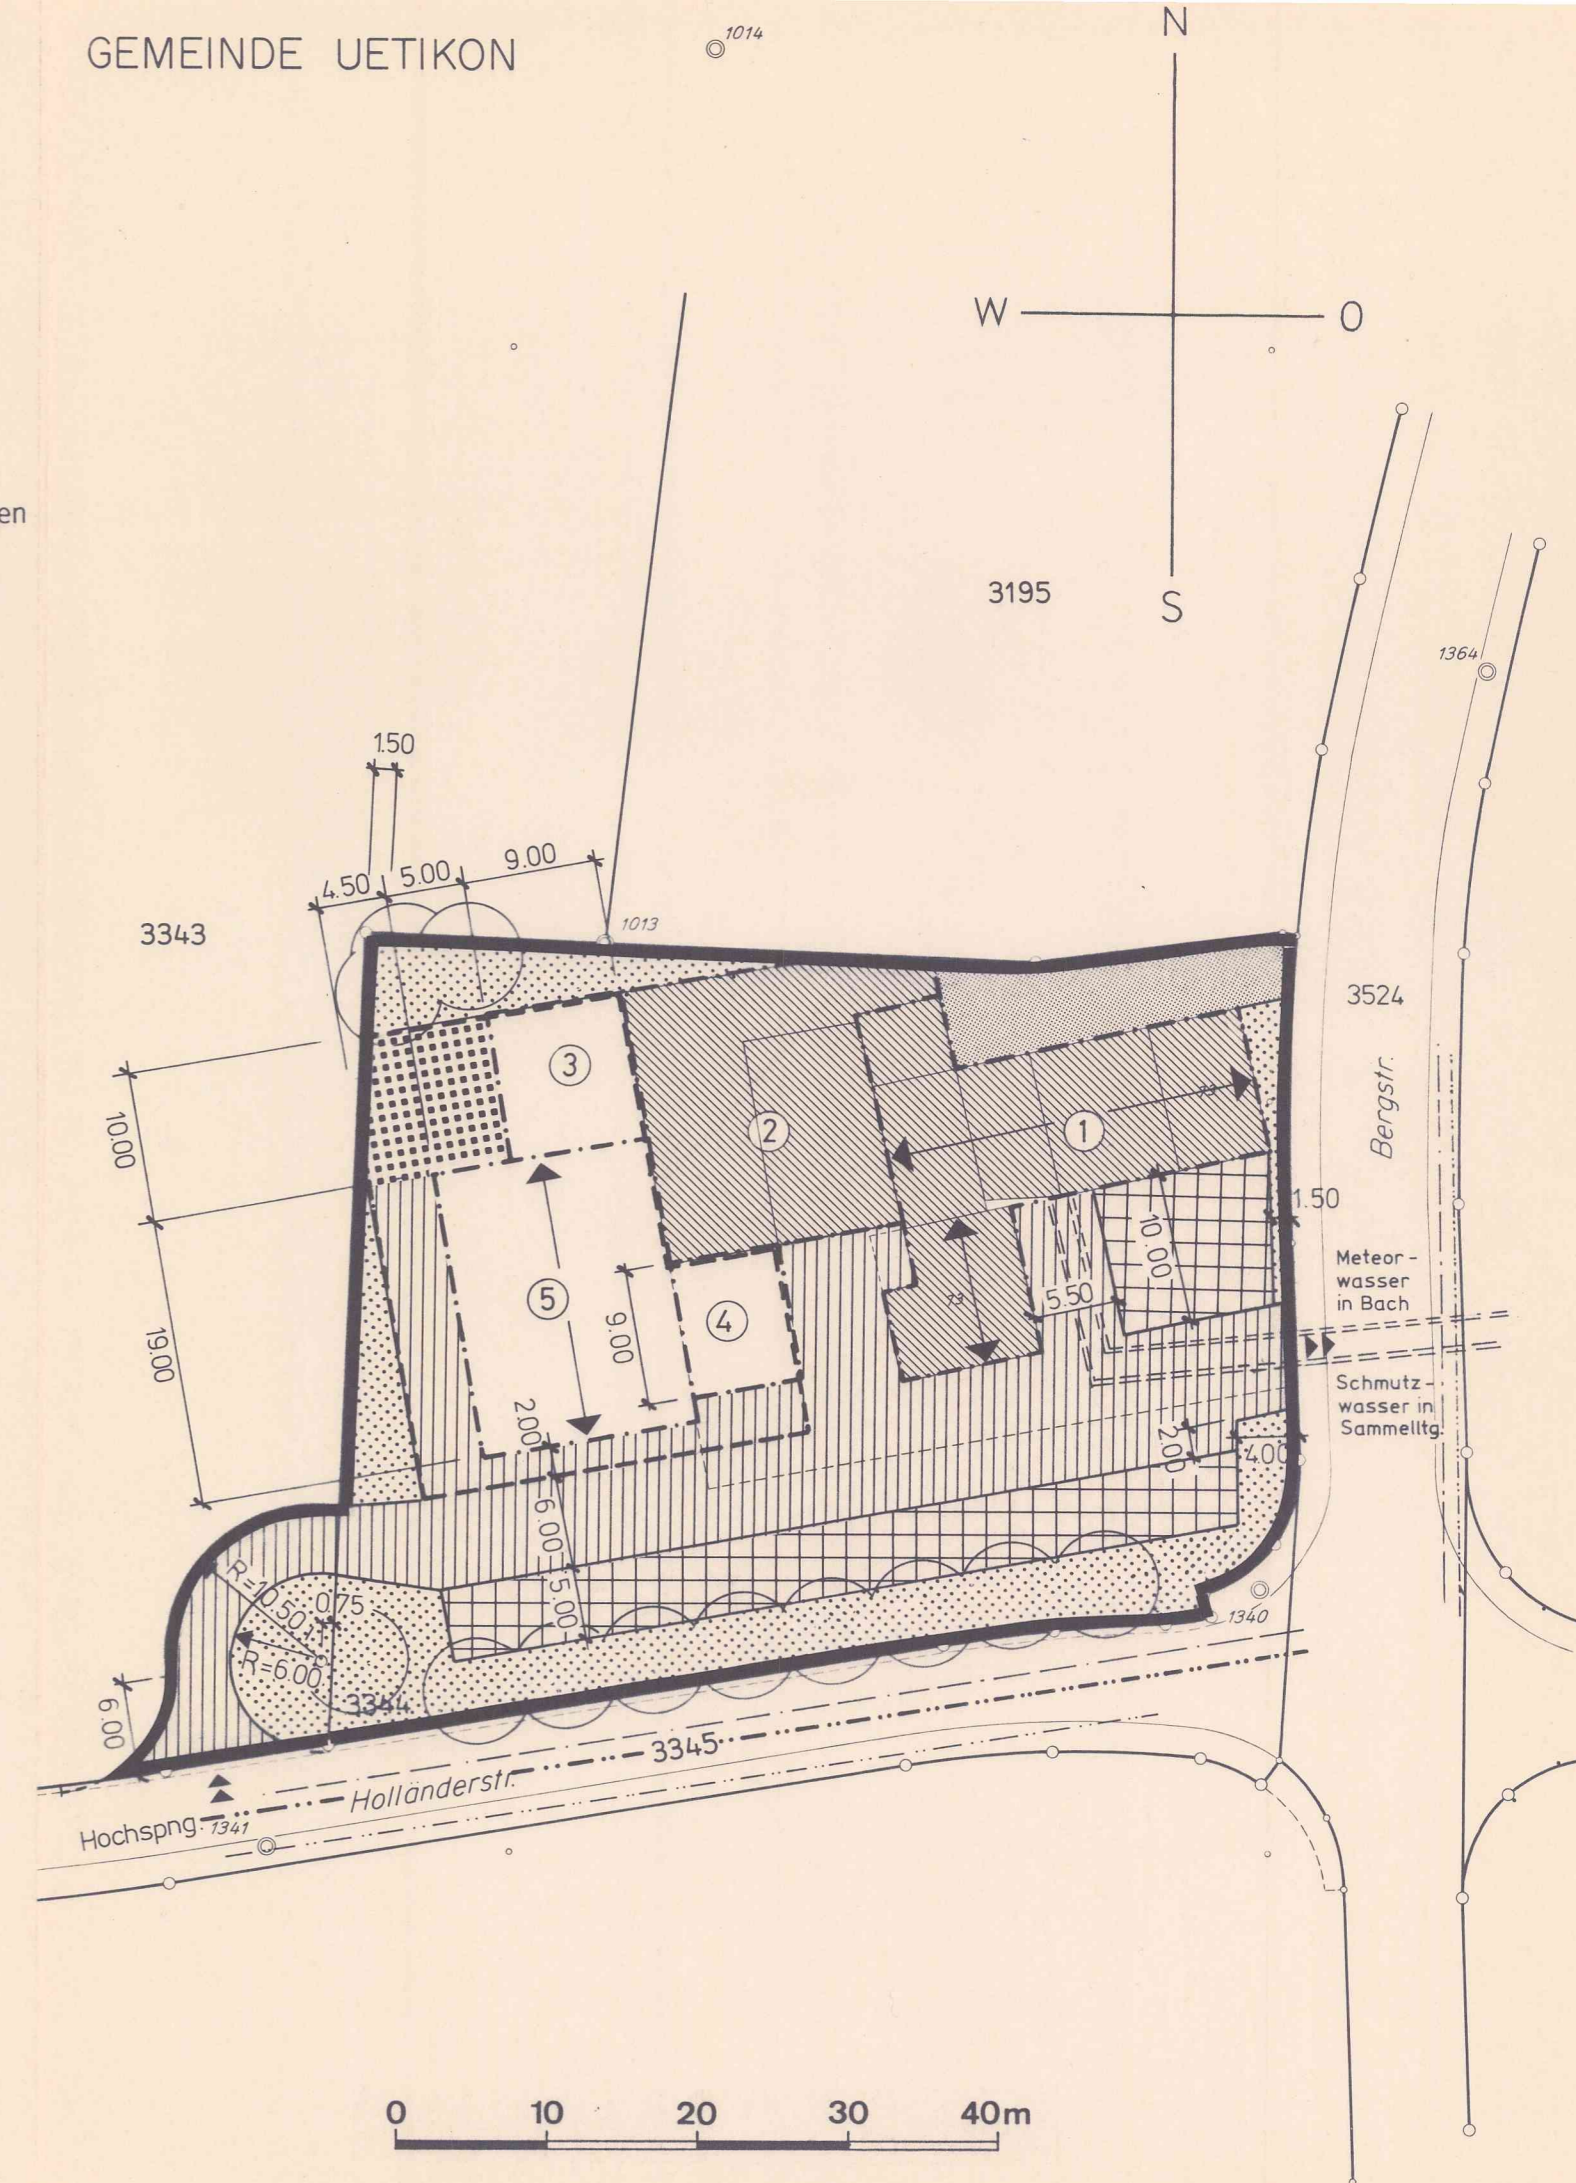 GEMEINDE UETIKON
1014
N
W
O
S
en
3195
1364
1.50
4.50
5.00
9.00
1013
3343
3524
Bergstr.
3
2
1
73
10.00
19.00
5
4
9.00
73
5.50
10.00
1.50
Meteor-
wasser
in Bach
Schmutz-
wasser in
Sammelltg.
2.00
2.00
4.00
6.00
5.00
R=10.50
0.75
R=6.00
3344
6.00
1340
3345
Holländerstr.
Hochspng.
1341
0 10 20 30 40m